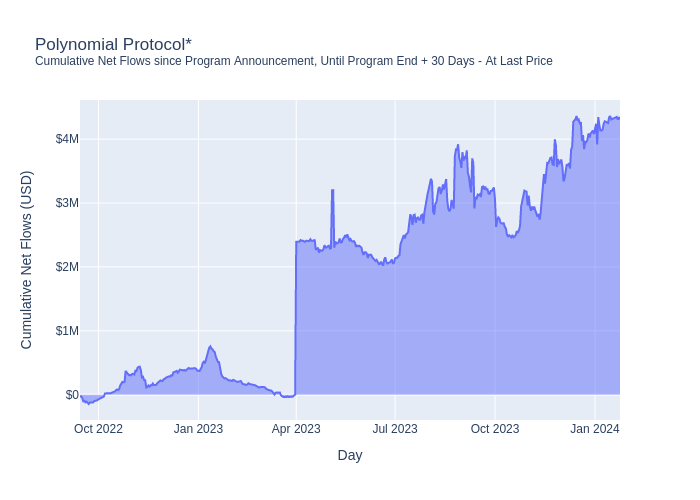 Polynomial Protocol*
Cumulative Net Flows since Program Announcement, Until Program End + 30 Days - At Last Price
Cumulative Net Flows (USD)
$4M
$3M
$2M
$1M
$0
Oct 2022
Jan 2023
Apr 2023
Jul 2023
Oct 2023
Jan 2024
Day